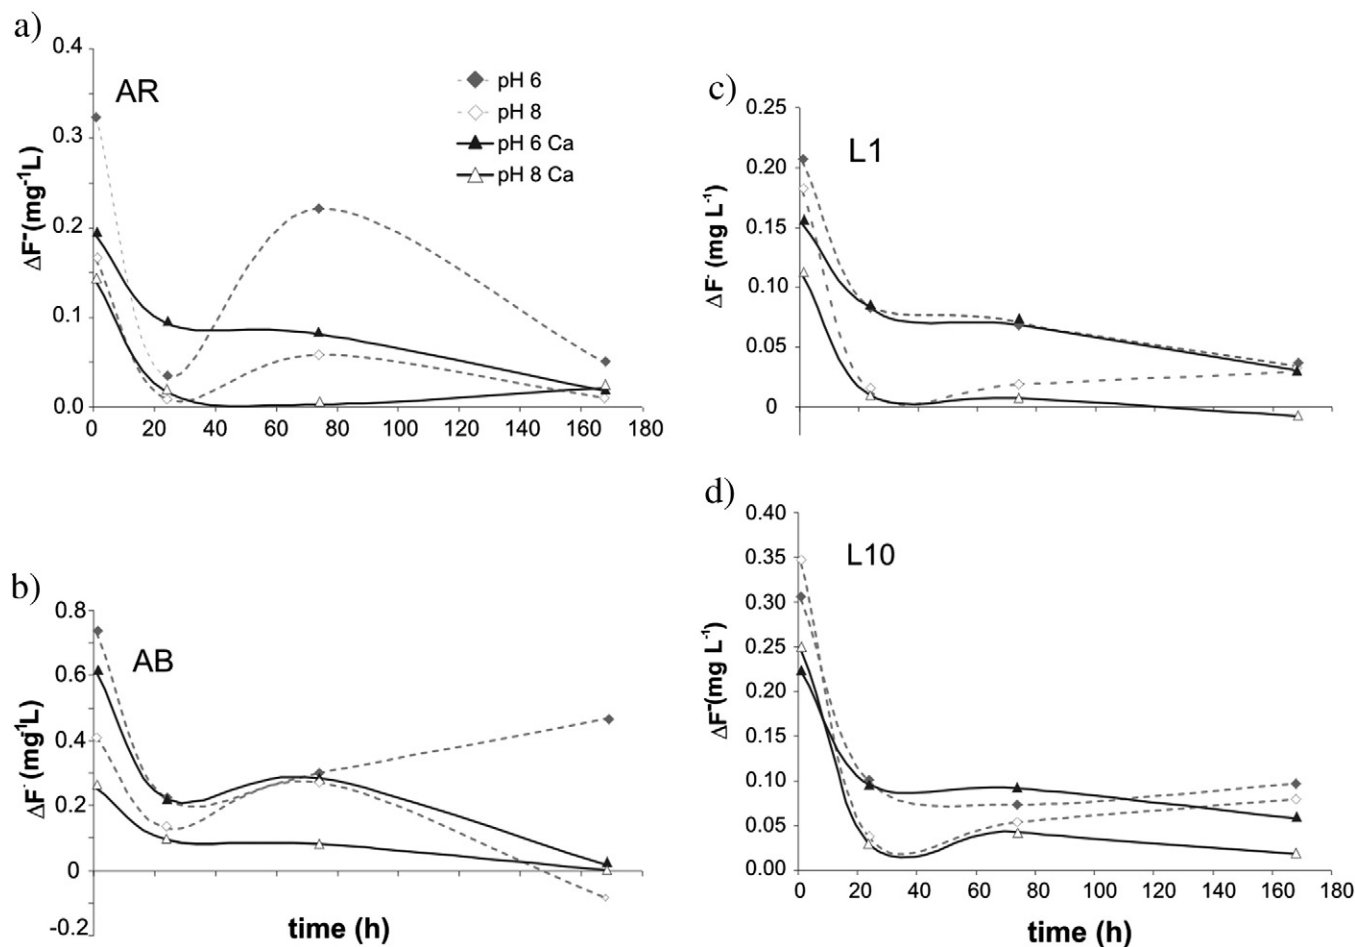 a)
0.4
0.3
0.2
0.1
0.0
ΔF⁻ (mg⁻¹L)
AR
pH 6
pH 8
pH 6 Ca
pH 8 Ca
0 20 40 60 80 100 120 140 160 180
c)
0.25
0.20
0.15
0.10
0.05
0
ΔF⁻ (mg L⁻¹)
L1
b)
0.8
0.6
0.4
0.2
0
-0.2
ΔF⁻ (mg⁻¹L)
AB
time (h)
d)
0.40
0.35
0.30
0.25
0.20
0.15
0.10
0.05
0.00
ΔF⁻(mg L⁻¹)
L10
0 20 40 60 80 100 120 140 160 180
time (h)